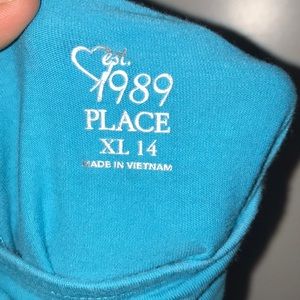 est.
1989
PLACE
XL 14
MADE IN VIETNAM